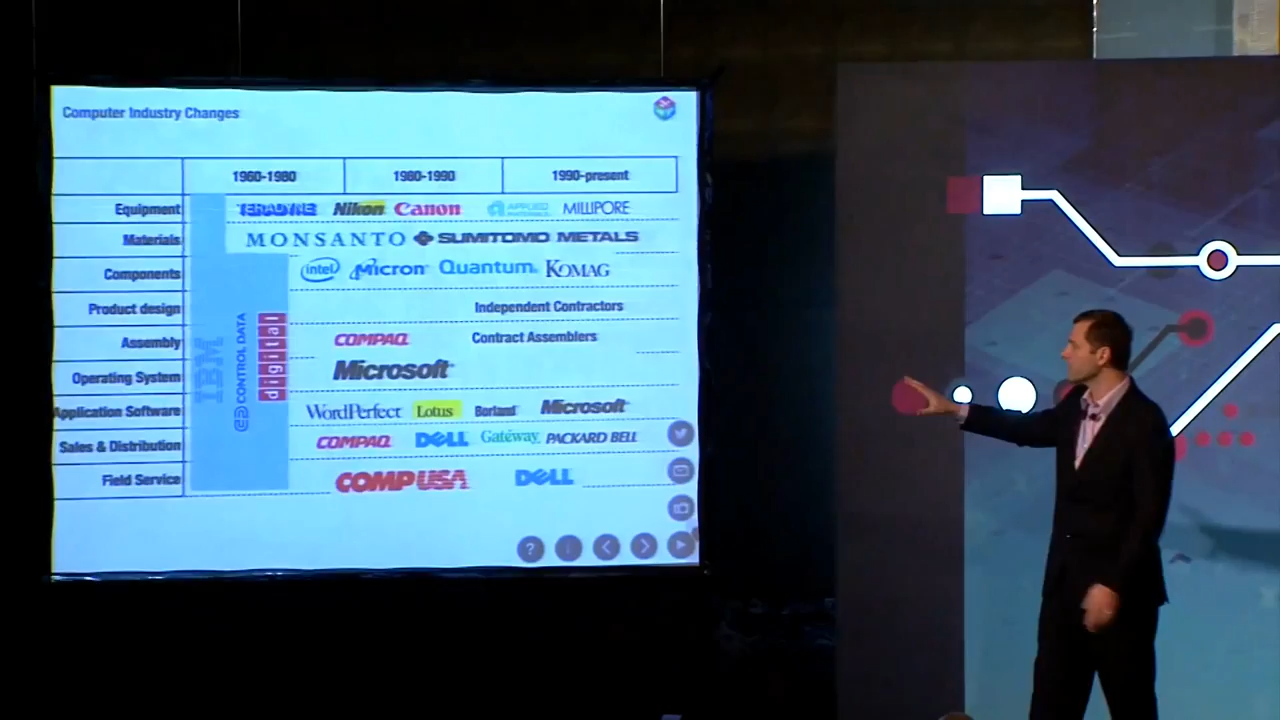 Computer Industry Changes
1960-1980 1980-1990 1990-present
Equipment TERADYNE Nikon Canon APPLIED MATERIALS MILLIPORE
Materials MONSANTO SUMITOMO METALS
Components intel Micron Quantum KOMAG
Product design Independent Contractors
Assembly COMPAQ Contract Assemblers
IBM
CONTROL DATA
digital
Operating System Microsoft
Application Software WordPerfect Lotus Borland Microsoft
Sales & Distribution COMPAQ DELL Gateway PACKARD BELL
Field Service COMPUSA DELL
?